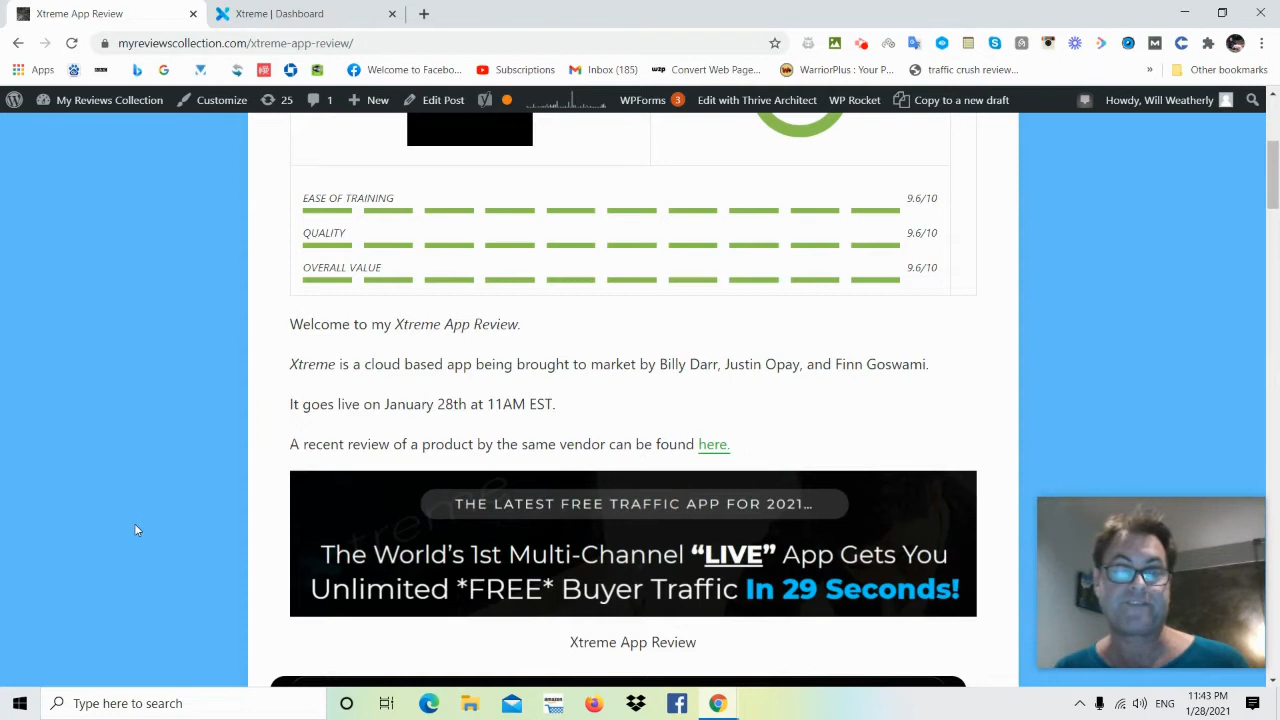 Xtreme App Review
Xtreme | Dashboard
myreviewscollection.com/xtreme-app-review/
Apps
Welcome to Facebo...
Subscriptions
Inbox (185)
Convert Web Page...
WarriorPlus : Your P...
traffic crush review...
Other bookmarks
My Reviews Collection
Customize
25
1
New
Edit Post
WPForms 3
Edit with Thrive Architect
WP Rocket
Copy to a new draft
Howdy, Will Weatherly
EASE OF TRAINING 9.6/10
QUALITY 9.6/10
OVERALL VALUE 9.6/10
Welcome to my Xtreme App Review.
Xtreme is a cloud based app being brought to market by Billy Darr, Justin Opay, and Finn Goswami.
It goes live on January 28th at 11AM EST.
A recent review of a product by the same vendor can be found here.
THE LATEST FREE TRAFFIC APP FOR 2021...
The World's 1st Multi-Channel “LIVE” App Gets You
Unlimited *FREE* Buyer Traffic In 29 Seconds!
Xtreme App Review
Type here to search
ENG
11:43 PM
1/28/2021